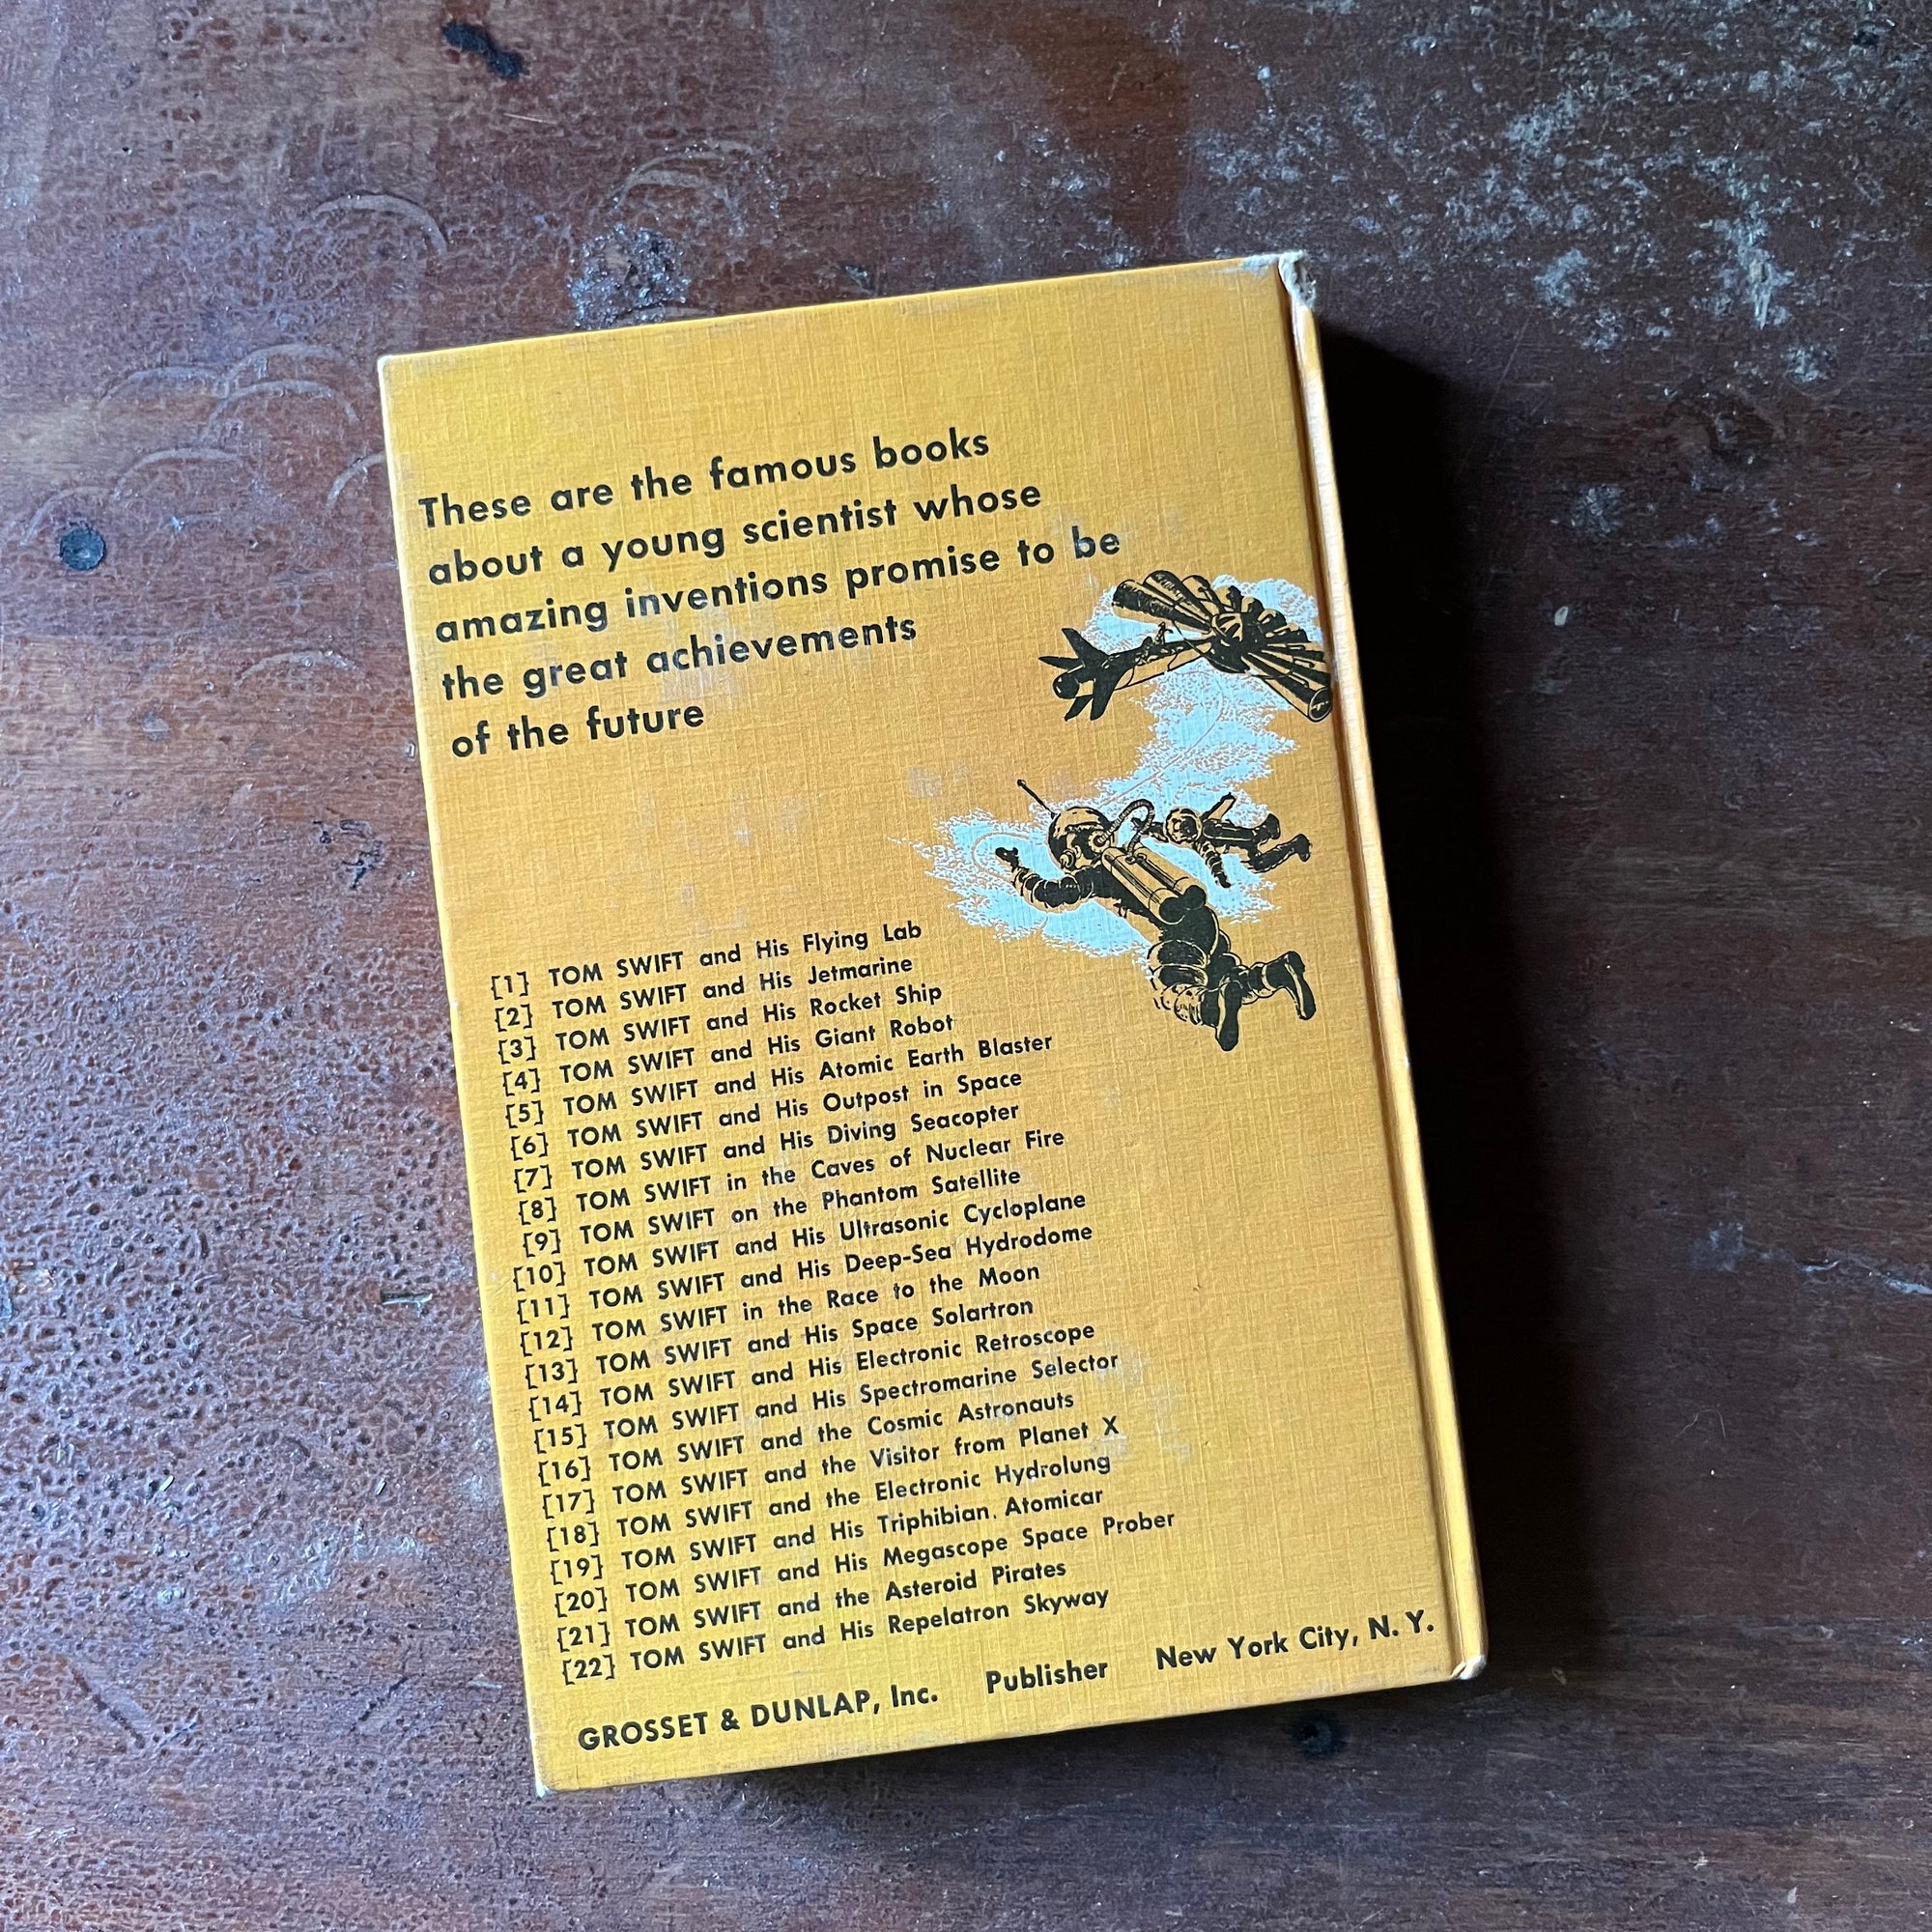 These are the famous books
about a young scientist whose
amazing inventions promise to be
the great achievements
of the future
[1] TOM SWIFT and His Flying Lab
[2] TOM SWIFT and His Jetmarine
[3] TOM SWIFT and His Rocket Ship
[4] TOM SWIFT and His Giant Robot
[5] TOM SWIFT and His Atomic Earth Blaster
[6] TOM SWIFT and His Outpost in Space
[7] TOM SWIFT and His Diving Seacopter
[8] TOM SWIFT in the Caves of Nuclear Fire
[9] TOM SWIFT on the Phantom Satellite
[10] TOM SWIFT and His Ultrasonic Cycloplane
[11] TOM SWIFT and His Deep-Sea Hydrodome
[12] TOM SWIFT in the Race to the Moon
[13] TOM SWIFT and His Space Solartron
[14] TOM SWIFT and His Electronic Retroscope
[15] TOM SWIFT and His Spectromarine Selector
[16] TOM SWIFT and the Cosmic Astronauts
[17] TOM SWIFT and the Visitor from Planet X
[18] TOM SWIFT and the Electronic Hydrolung
[19] TOM SWIFT and His Triphibian Atomicar
[20] TOM SWIFT and His Megascope Space Prober
[21] TOM SWIFT and the Asteroid Pirates
[22] TOM SWIFT and His Repelatron Skyway
GROSSET & DUNLAP, Inc. Publisher New York City, N. Y.